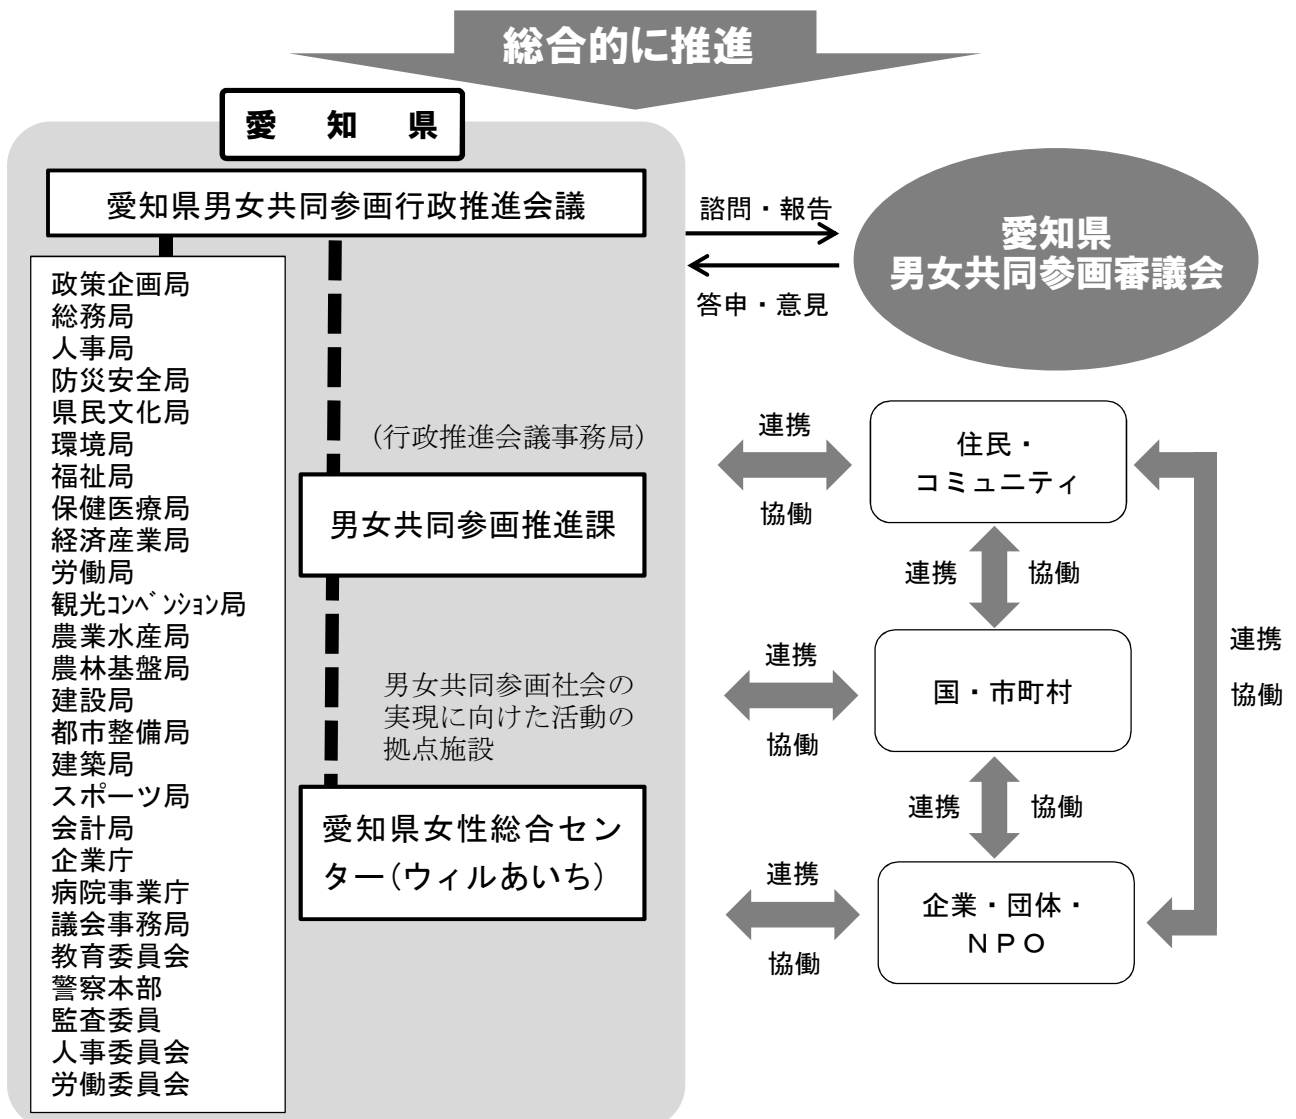 総合的に推進
愛　知　県
愛知県男女共同参画行政推進会議
政策企画局
総務局
人事局
防災安全局
県民文化局
環境局
福祉局
保健医療局
経済産業局
労働局
観光ｺﾝﾍﾞﾝｼｮﾝ局
農業水産局
農林基盤局
建設局
都市整備局
建築局
スポーツ局
会計局
企業庁
病院事業庁
議会事務局
教育委員会
警察本部
監査委員
人事委員会
労働委員会
(行政推進会議事務局)
男女共同参画推進課
男女共同参画社会の
実現に向けた活動の
拠点施設
愛知県女性総合セン
ター(ウィルあいち)
諮問・報告
答申・意見
愛知県
男女共同参画審議会
連携
協働
住民・
コミュニティ
連携　協働
連携
協働
国・市町村
連携　協働
連携
協働
企業・団体・
ＮＰＯ
連携
協働